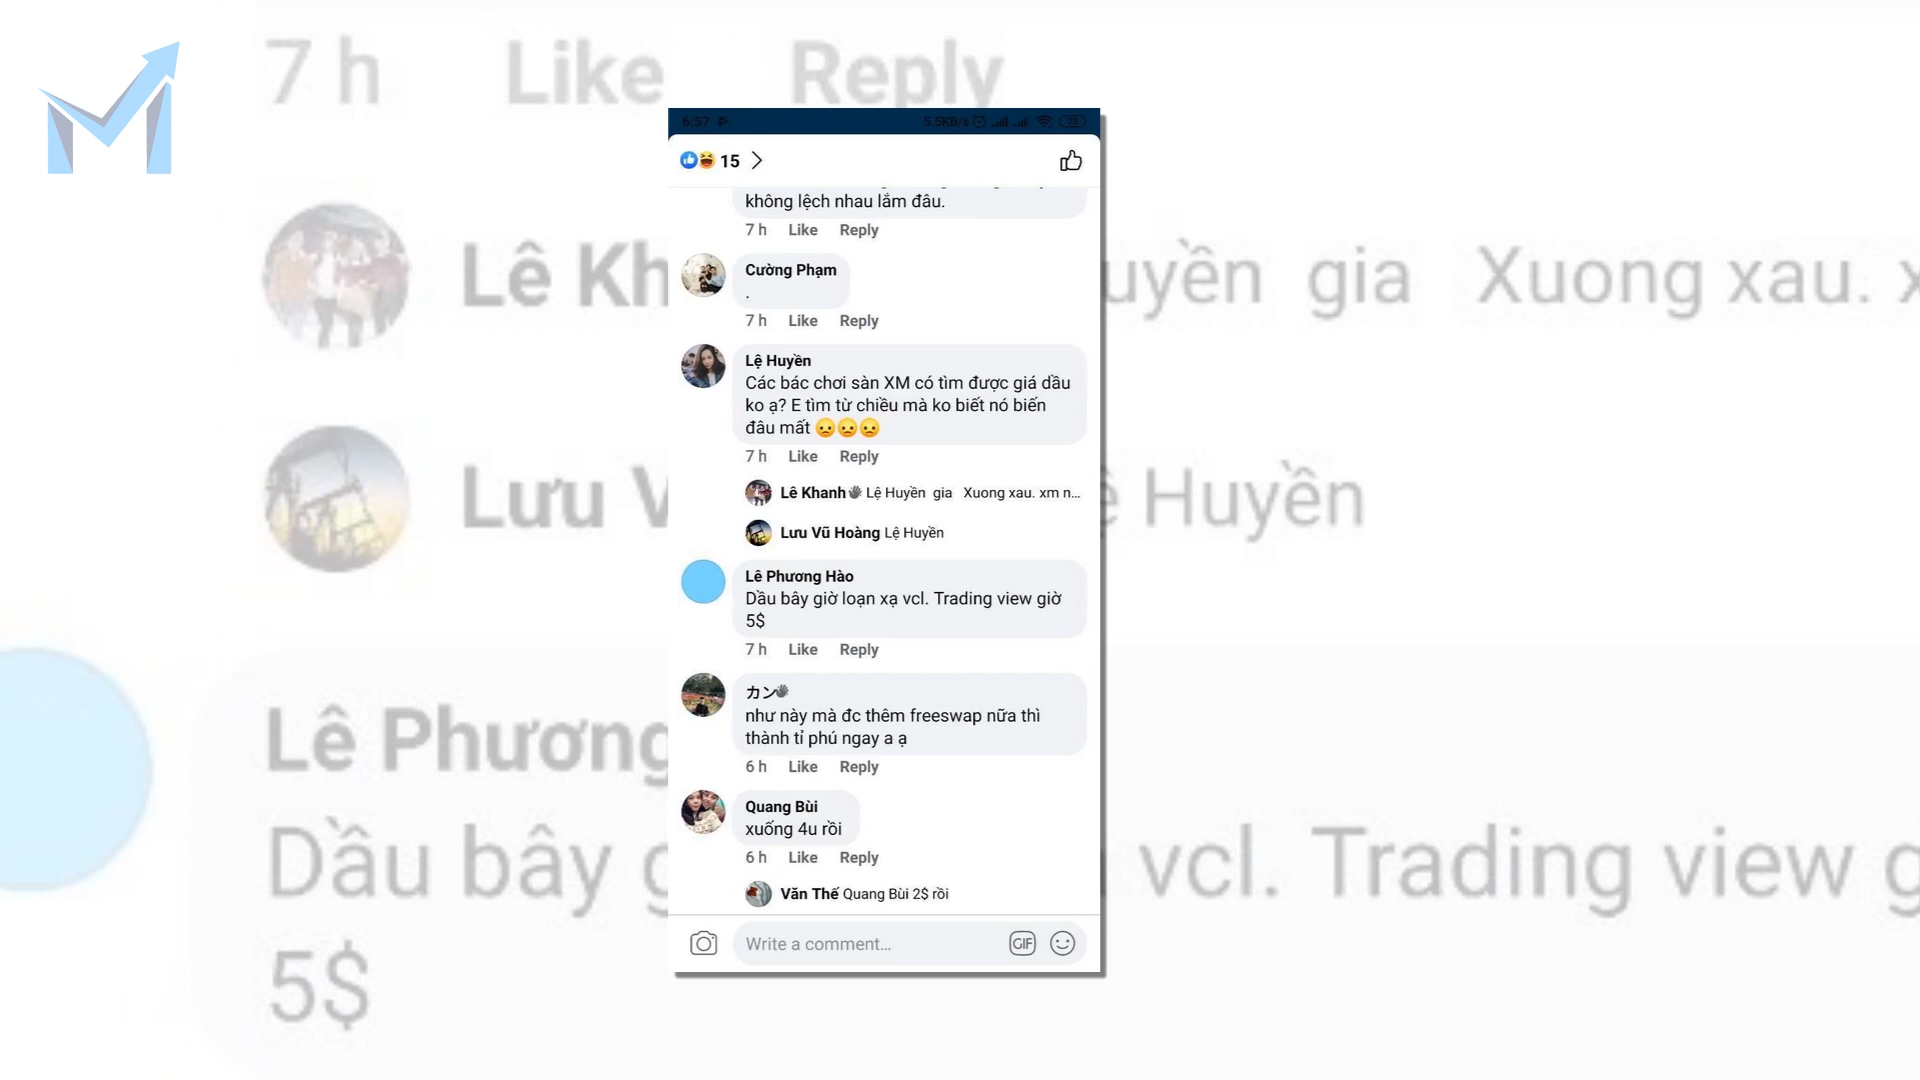 7 h Like Reply
6:57 5.5KB/s 72
15
không lệch nhau lắm đâu.
7 h Like Reply
Cường Phạm
.
7 h Like Reply
Lệ Huyền
Các bác chơi sàn XM có tìm được giá dầu
ko ạ? E tìm từ chiều mà ko biết nó biến
đâu mất 😞😞😞
7 h Like Reply
Lê Khanh Lệ Huyền gia Xuong xau. xm n...
Lưu Vũ Hoàng Lệ Huyền
Lê Phương Hào
Dầu bây giờ loạn xạ vcl. Trading view giờ
5$
7 h Like Reply
カン
như này mà đc thêm freeswap nữa thì
thành tỉ phú ngay a ạ
6 h Like Reply
Quang Bùi
xuống 4u rồi
6 h Like Reply
Văn Thế Quang Bùi 2$ rồi
Write a comment...
GIF
Lê Kh uyền gia Xuong xau. x
Lưu V ệ Huyền
Lê Phương
Dầu bây g vcl. Trading view g
5$